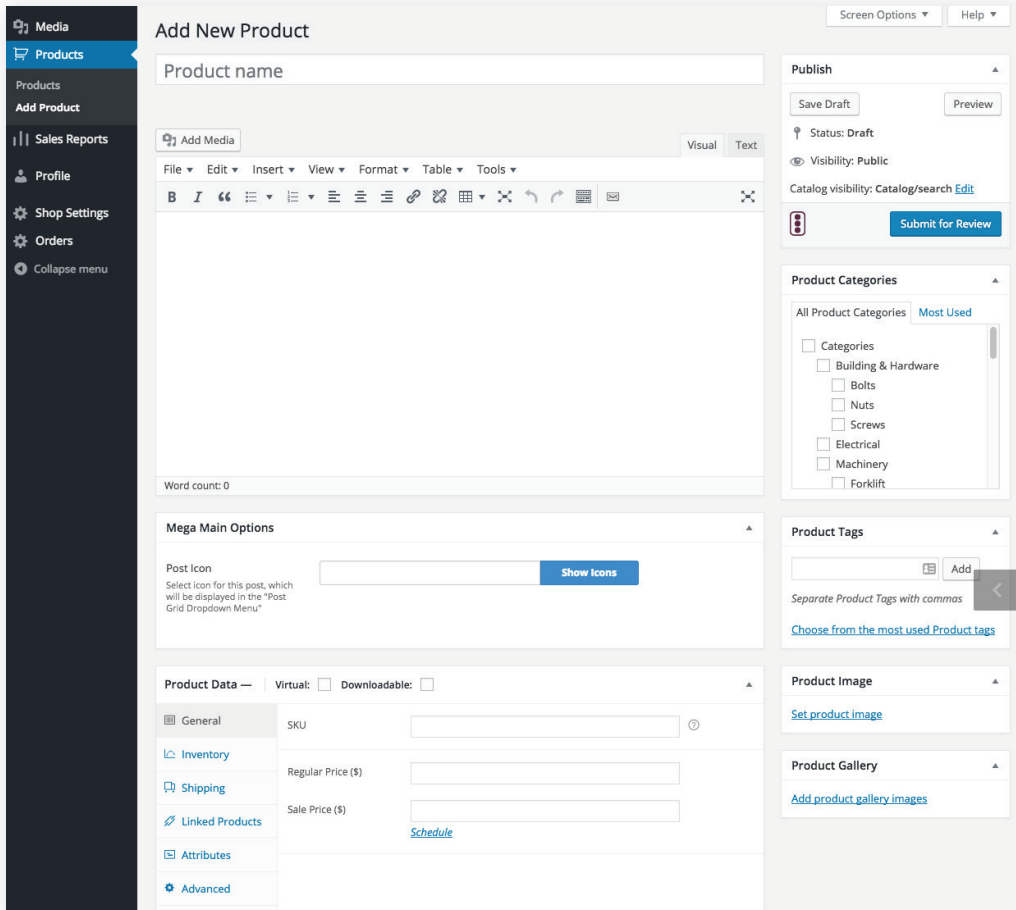 Media
Products
Products
Add Product
Sales Reports
Profile
Shop Settings
Orders
Collapse menu
Screen Options
Help
Add New Product
Product name
Add Media
Visual
Text
File
Edit
Insert
View
Format
Table
Tools
B
I
Word count: 0
Mega Main Options
Post Icon
Select icon for this post, which
will be displayed in the "Post
Grid Dropdown Menu"
Show Icons
Product Data —
Virtual:
Downloadable:
General
Inventory
Shipping
Linked Products
Attributes
Advanced
SKU
Regular Price ($)
Sale Price ($)
Schedule
Publish
Save Draft
Preview
Status: Draft
Visibility: Public
Catalog visibility: Catalog/search Edit
Submit for Review
Product Categories
All Product Categories
Most Used
Categories
Building & Hardware
Bolts
Nuts
Screws
Electrical
Machinery
Forklift
Product Tags
Add
Separate Product Tags with commas
Choose from the most used Product tags
Product Image
Set product image
Product Gallery
Add product gallery images